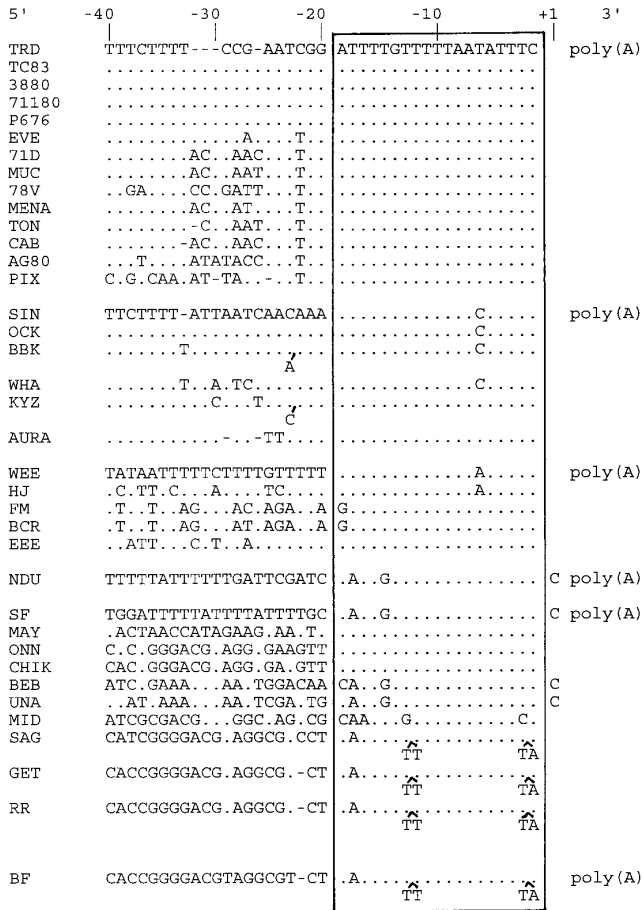 5' -40 -30 -20 -10 +1 3'
TRD TTTCTTTT---CCG-AATCGG ATTTTGTTTTTAATATTTC poly(A)
TC83 ...................... ...................
3880 ...................... ...................
71180 ...................... ...................
P676 ...................... ...................
EVE .............A....T.. ...................
71D ........AC..AAC...T.. ...................
MUC ........AC..AAT...T.. ...................
78V ..GA....CC.GATT...T.. ...................
MENA ........AC..AT....T.. ...................
TON ........-C..AAT...T.. ...................
CAB .......-AC..AAC...T.. ...................
AG80 ...T....ATATACC...T.. ...................
PIX C.G.CAA.AT-TA...-..T.. ...................
SIN TTCTTTT-ATTAATCAACAAA .............C..... poly(A)
OCK ..................... .............C.....
BBK .......T............. .............C.....
A
WHA .......T..A.TC....... .............C.....
KYZ ..........C...T...... ...................
C
AURA ...........-..-TT.... ...................
WEE TATAATTTTTCTTTTGTTTTT .............A..... poly(A)
HJ .C.TT.C...A....TC.... .............A.....
FM .T..T..AG...AC.AGA..A G..................
BCR .T..T..AG...AT.AGA..A G..................
EEE ..ATT...C.T..A....... ...................
NDU TTTTTATTTTTTGATTCGATC .A..G.............. C poly(A)
SF TGGATTTTTATTTTATTTTGC .A..G.............. C poly(A)
MAY .ACTAACCATAGAAG.AA.T. ...................
ONN C.C.GGGACG.AGG.GAAGTT ...................
CHIK CAC.GGGACG.AGG.GA.GTT ...................
BEB ATC.GAAA...AA.TGGACAA CA..G.............. C
UNA ..AT.AAA...AA.TCGA.TG .A..G.............. C
MID ATCGCGACG...GGC.AG.CG CAA...G..........C.
SAG CATCGGGGACG.AGGCG.CCT .A.................
TT TA
GET CACCGGGGACG.AGGCG.-CT .A.................
TT TA
RR CACCGGGGACG.AGGCG.-CT .A.................
TT TA
BF CACCGGGGACGTAGGCGT-CT .A................. poly(A)
TT TA